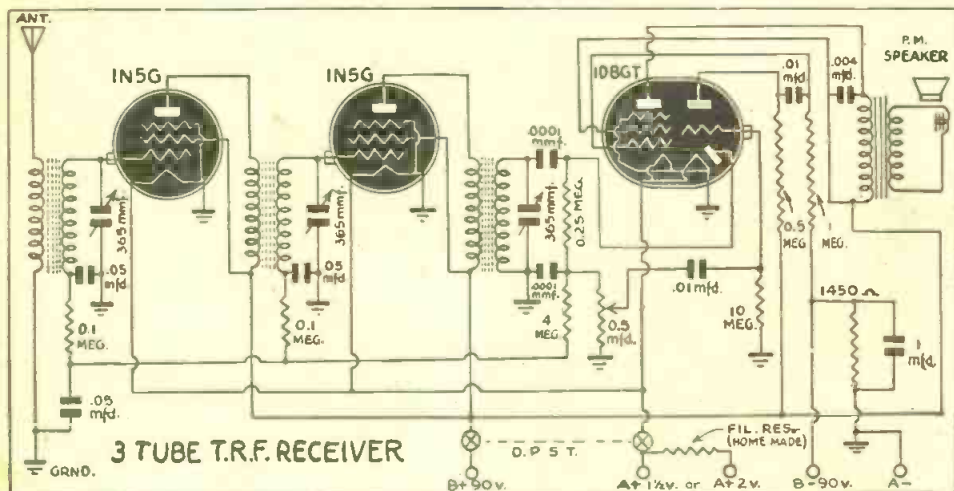 ANT.
1N5G
1N5G
1D8GT
.01
mfd.
.004
mfd.
P.M.
SPEAKER
365 mmf.
.05
mfd.
0.1
MEG.
365 mmf.
.05
mfd.
0.1
MEG.
.0001
mmf.
365 mmf.
0.25 MEG.
.0001
mmf.
4
MEG.
0.5
mfd.
.01 mfd.
10
MEG.
0.5
MEG.
1
MEG.
1450 Ω
1
mfd.
.05
mfd.
GRND.
3 TUBE T.R.F. RECEIVER
D.P S T.
FIL. RES.
(HOME MADE)
B+ 90 v.
A+ 1½ v. or A+ 2 v.
B- 90 v.
A-